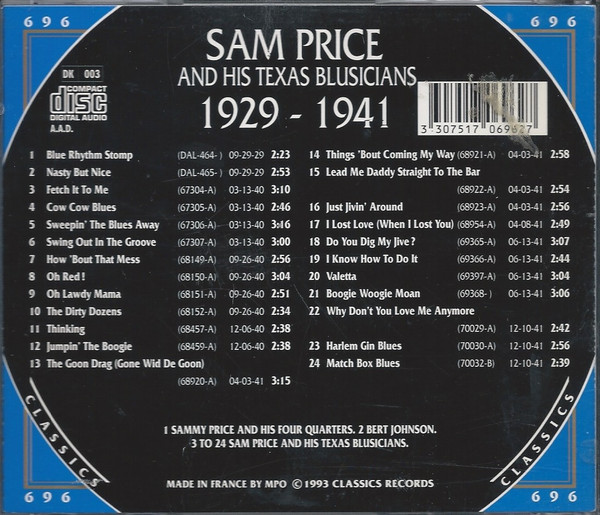 696
696
SAM PRICE
AND HIS TEXAS BLUSICIANS
1929 - 1941
DK 003
COMPACT
disc
DIGITAL AUDIO
A.A.D.
3 307517 069627
1 Blue Rhythm Stomp (DAL-464- ) 09-29-29 2:23
2 Nasty But Nice (DAL-465- ) 09-29-29 2:53
3 Fetch It To Me (67304-A) 03-13-40 3:10
4 Cow Cow Blues (67305-A) 03-13-40 2:46
5 Sweepin' The Blues Away (67306-A) 03-13-40 3:16
6 Swing Out In The Groove (67307-A) 03-13-40 3:00
7 How 'Bout That Mess (68149-A) 09-26-40 2:56
8 Oh Red ! (68150-A) 09-26-40 3:04
9 Oh Lawdy Mama (68151-A) 09-26-40 2:51
10 The Dirty Dozens (68152-A) 09-26-40 2:34
11 Thinking (68457-A) 12-06-40 2:38
12 Jumpin' The Boogie (68459-A) 12-06-40 2:38
13 The Goon Drag (Gone Wid De Goon)
(68920-A) 04-03-41 3:15
14 Things 'Bout Coming My Way (68921-A) 04-03-41 2:58
15 Lead Me Daddy Straight To The Bar
(68922-A) 04-03-41 2:54
16 Just Jivin' Around (68923-A) 04-03-41 2:56
17 I Lost Love (When I Lost You) (68954-A) 04-08-41 2:49
18 Do You Dig My Jive ? (69365-A) 06-13-41 3:07
19 I Know How To Do It (69366-A) 06-13-41 2:44
20 Valetta (69397-A) 06-13-41 3:04
21 Boogie Woogie Moan (69368- ) 06-13-41 3:06
22 Why Don't You Love Me Anymore
(70029-A) 12-10-41 2:42
23 Harlem Gin Blues (70030-A) 12-10-41 2:56
24 Match Box Blues (70032-B) 12-10-41 2:39
1 SAMMY PRICE AND HIS FOUR QUARTERS. 2 BERT JOHNSON.
3 TO 24 SAM PRICE AND HIS TEXAS BLUSICIANS.
MADE IN FRANCE BY MPO © 1993 CLASSICS RECORDS
CLASSICS
CLASSICS
696
696